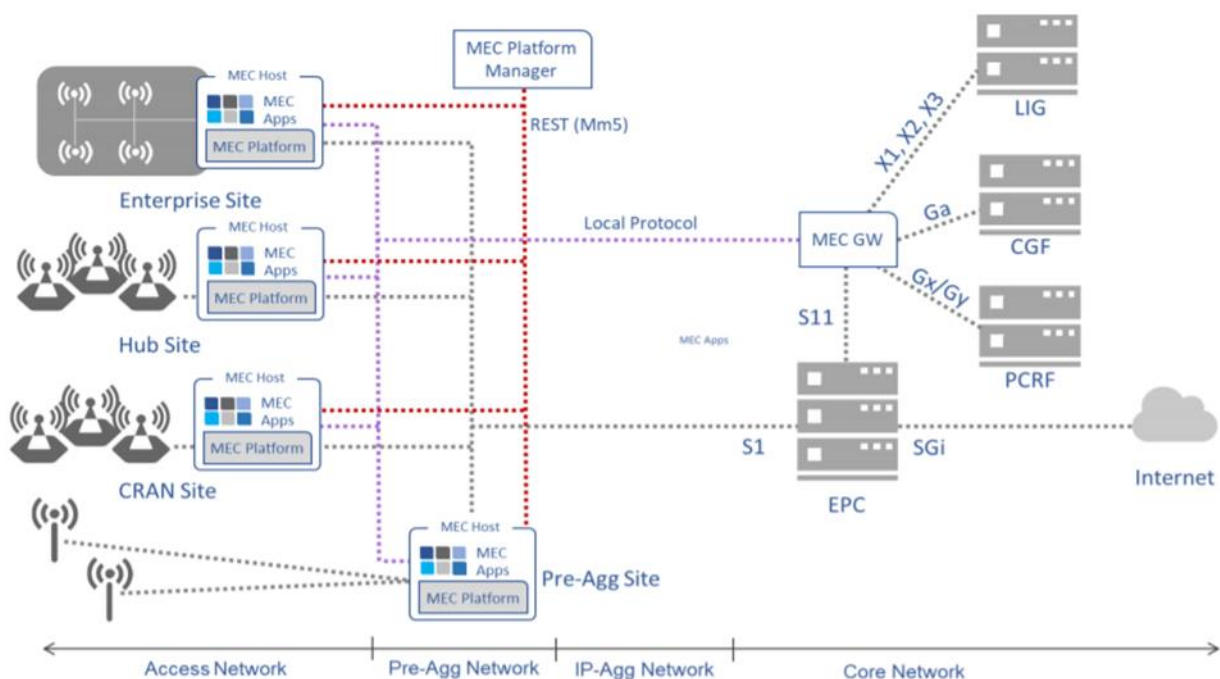 MEC Platform
Manager
REST (Mm5)
MEC Host
MEC
Apps
MEC Platform
Enterprise Site
MEC Host
MEC
Apps
MEC Platform
Hub Site
MEC Host
MEC
Apps
MEC Platform
CRAN Site
MEC Host
MEC
Apps
MEC Platform
Pre-Agg Site
Local Protocol
MEC GW
X1, X2, X3
LIG
Ga
CGF
Gx/Gy
PCRF
S11
MEC Apps
S1
EPC
SGi
Internet
Access Network
Pre-Agg Network
IP-Agg Network
Core Network